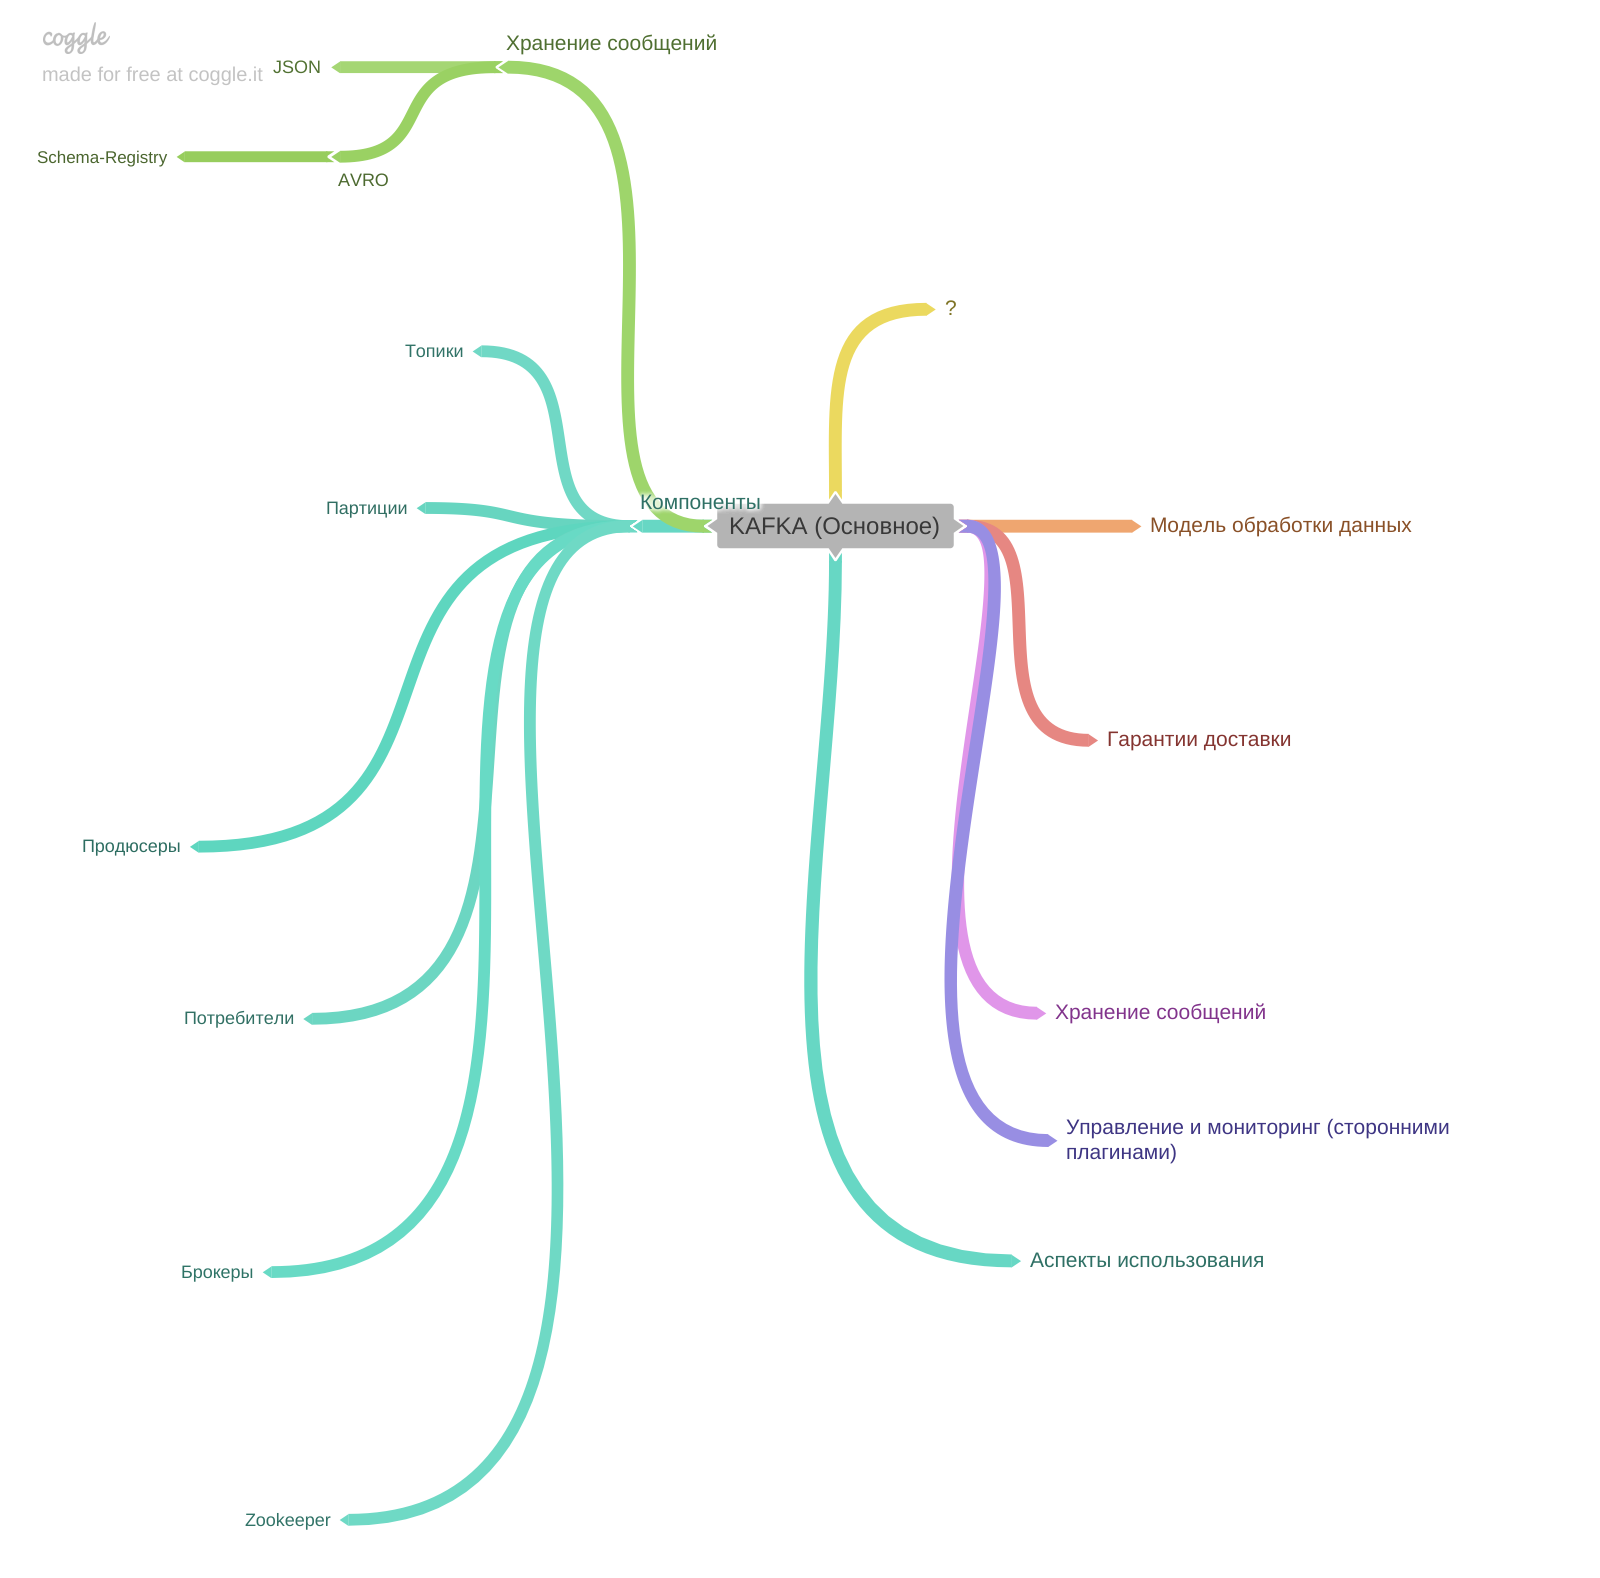 coggle
made for free at coggle.it
Хранение сообщений
JSON
Schema-Registry
AVRO
?
Топики
Партиции
Компоненты
KAFKA (Основное)
Модель обработки данных
Гарантии доставки
Продюсеры
Потребители
Хранение сообщений
Управление и мониторинг (сторонними
плагинами)
Брокеры
Аспекты использования
Zookeeper